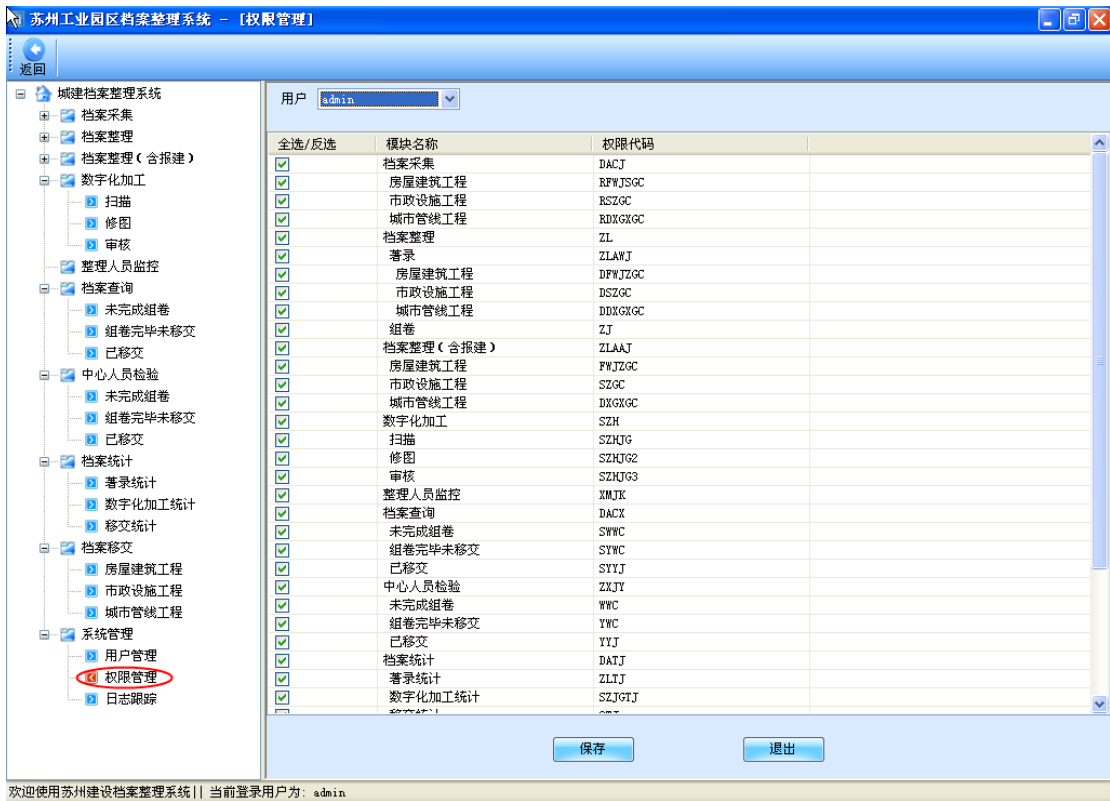 苏州工业园区档案整理系统 - [权限管理]
返回
城建档案整理系统
档案采集
档案整理
档案整理(含报建)
数字化加工
扫描
修图
审核
整理人员监控
档案查询
未完成组卷
组卷完毕未移交
已移交
中心人员检验
未完成组卷
组卷完毕未移交
已移交
档案统计
著录统计
数字化加工统计
移交统计
档案移交
房屋建筑工程
市政设施工程
城市管线工程
系统管理
用户管理
权限管理
日志跟踪
用户 admin
全选/反选 模块名称 权限代码
档案采集 DACJ
房屋建筑工程 RFWJSGC
市政设施工程 RSZGC
城市管线工程 RDXGXGC
档案整理 ZL
著录 ZLAWJ
房屋建筑工程 DFWJZGC
市政设施工程 DSZGC
城市管线工程 DDXGXGC
组卷 ZJ
档案整理(含报建) ZLAAJ
房屋建筑工程 FWJZGC
市政设施工程 SZGC
城市管线工程 DXGXGC
数字化加工 SZH
扫描 SZHJG
修图 SZHJG2
审核 SZHJG3
整理人员监控 XMJK
档案查询 DACX
未完成组卷 SWWC
组卷完毕未移交 SYWC
已移交 SYYJ
中心人员检验 ZXJY
未完成组卷 WWC
组卷完毕未移交 YWC
已移交 YYJ
档案统计 DATJ
著录统计 ZLTJ
数字化加工统计 SZJGTJ
保存 退出
欢迎使用苏州建设档案整理系统|| 当前登录用户为: admin